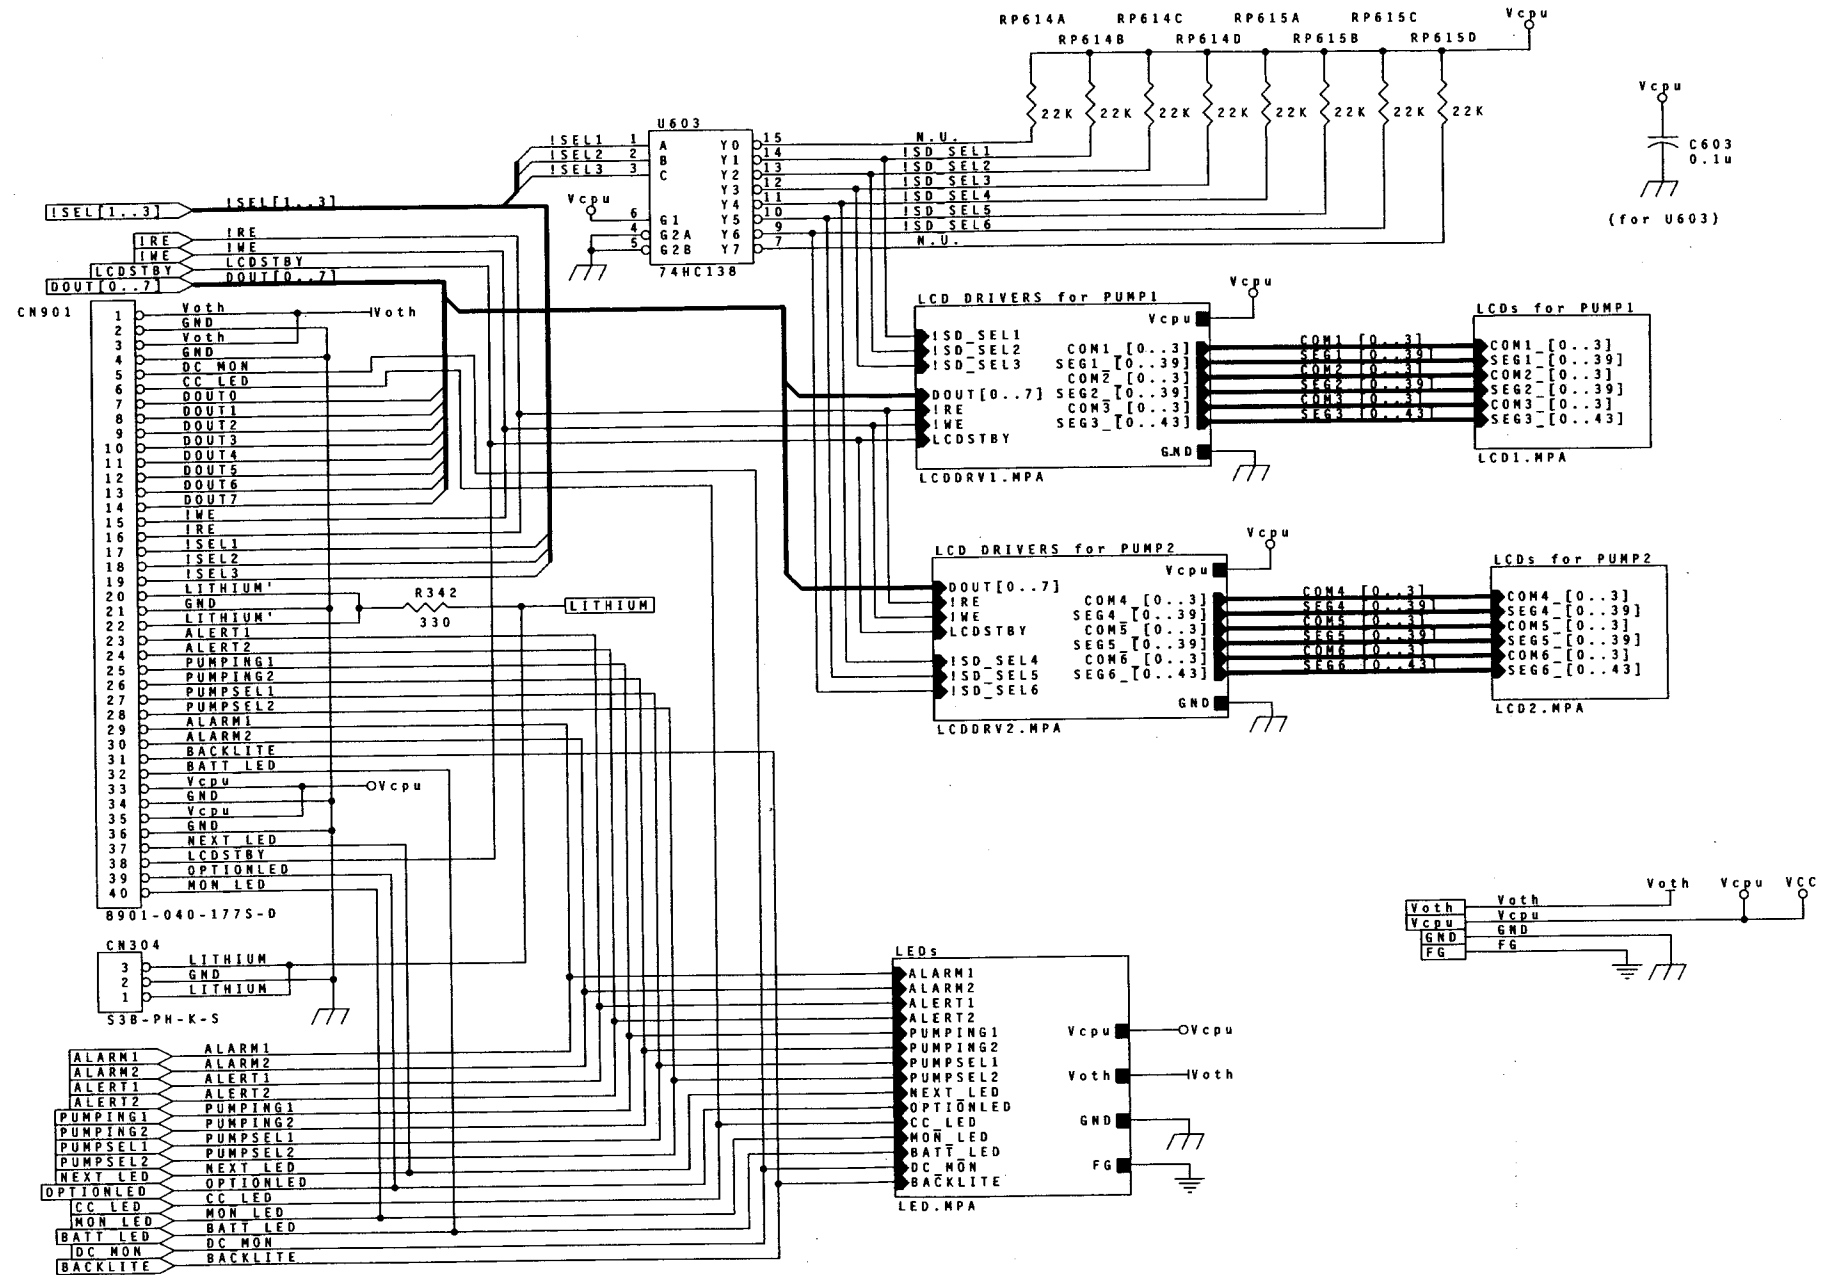 RP614A RP614C RP615A RP615C Vcpu
RP614B RP614D RP615B RP615D
22K 22K 22K 22K 22K 22K 22K 22K
Vcpu
C603
0.1u
(for U603)
U603
!SEL1 1 A Y0 15 N.U.
!SEL2 2 B Y1 14 !SD_SEL1
!SEL3 3 C Y2 13 !SD_SEL2
Y3 12 !SD_SEL3
Y4 11 !SD_SEL4
Vcpu 6 G1 Y5 10 !SD_SEL5
4 G2A Y6 9 !SD_SEL6
5 G2B Y7 7 N.U.
74HC138
!SEL[1..3] !SEL[1..3]
!RE !RE
!WE !WE
LCDSTBY LCDSTBY
DOUT[0..7] DOUT[0..7]
CN901
1 Voth Voth
2 GND
3 Voth
4 GND
5 DC_MON
6 CC_LED
7 DOUT0
8 DOUT1
9 DOUT2
10 DOUT3
11 DOUT4
12 DOUT5
13 DOUT6
14 DOUT7
15 !WE
16 !RE
17 !SEL1
18 !SEL2
19 !SEL3
20 LITHIUM'
21 GND
22 LITHIUM'
23 ALERT1
24 ALERT2
25 PUMPING1
26 PUMPING2
27 PUMPSEL1
28 PUMPSEL2
29 ALARM1
30 ALARM2
31 BACKLITE
32 BATT_LED
33 Vcpu Vcpu
34 GND
35 Vcpu
36 GND
37 NEXT_LED
38 LCDSTBY
39 OPTIONLED
40 MON_LED
8901-040-177S-D
R342
330
LITHIUM
CN304
3 LITHIUM
2 GND
1 LITHIUM
S3B-PH-K-S
LCD DRIVERS for PUMP1
Vcpu
Vcpu
!SD_SEL1
!SD_SEL2
!SD_SEL3
DOUT[0..7]
!RE
!WE
LCDSTBY
COM1_[0..3] COM1_[0..3]
SEG1_[0..39] SEG1_[0..39]
COM2_[0..3] COM2_[0..3]
SEG2_[0..39] SEG2_[0..39]
COM3_[0..3] COM3_[0..3]
SEG3_[0..43] SEG3_[0..43]
GND
LCDDRV1.MPA
LCDs for PUMP1
COM1_[0..3]
SEG1_[0..39]
COM2_[0..3]
SEG2_[0..39]
COM3_[0..3]
SEG3_[0..43]
LCD1.MPA
LCD DRIVERS for PUMP2
Vcpu
Vcpu
DOUT[0..7]
!RE
!WE
LCDSTBY
!SD_SEL4
!SD_SEL5
!SD_SEL6
COM4_[0..3] COM4_[0..3]
SEG4_[0..39] SEG4_[0..39]
COM5_[0..3] COM5_[0..3]
SEG5_[0..39] SEG5_[0..39]
COM6_[0..3] COM6_[0..3]
SEG6_[0..43] SEG6_[0..43]
GND
LCDDRV2.MPA
LCDs for PUMP2
COM4_[0..3]
SEG4_[0..39]
COM5_[0..3]
SEG5_[0..39]
COM6_[0..3]
SEG6_[0..43]
LCD2.MPA
Voth Vcpu VCC
Voth Voth
Vcpu Vcpu
GND GND
FG FG
LEDs
ALARM1
ALARM2
ALERT1
ALERT2
PUMPING1
PUMPING2
PUMPSEL1
PUMPSEL2
NEXT_LED
OPTIONLED
CC_LED
MON_LED
BATT_LED
DC_MON
BACKLITE
Vcpu Vcpu
Voth Voth
GND
FG
LED.MPA
ALARM1 ALARM1
ALARM2 ALARM2
ALERT1 ALERT1
ALERT2 ALERT2
PUMPING1 PUMPING1
PUMPING2 PUMPING2
PUMPSEL1 PUMPSEL1
PUMPSEL2 PUMPSEL2
NEXT_LED NEXT_LED
OPTIONLED OPTIONLED
CC_LED CC_LED
MON_LED MON_LED
BATT_LED BATT_LED
DC_MON DC_MON
BACKLITE BACKLITE